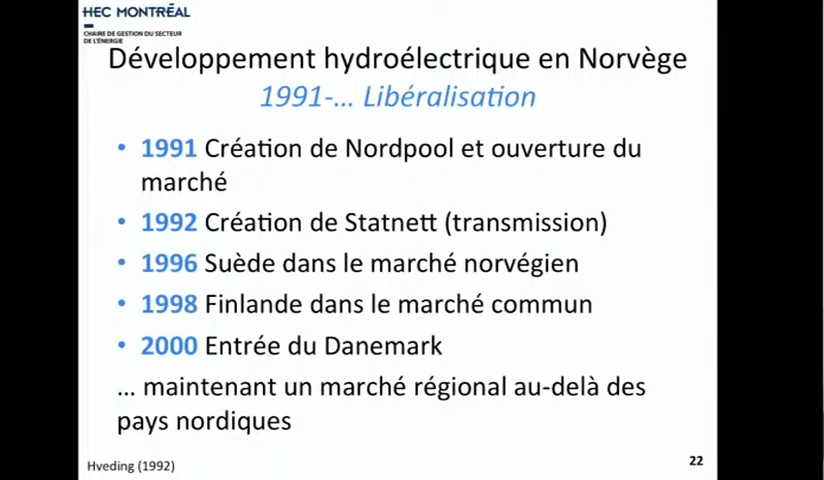 HEC MONTRÉAL
CHAIRE DE GESTION DU SECTEUR
DE L'ÉNERGIE
Développement hydroélectrique en Norvège
1991-... Libéralisation
• 1991 Création de Nordpool et ouverture du
marché
• 1992 Création de Statnett (transmission)
• 1996 Suède dans le marché norvégien
• 1998 Finlande dans le marché commun
• 2000 Entrée du Danemark
... maintenant un marché régional au-delà des
pays nordiques
Hveding (1992)
22